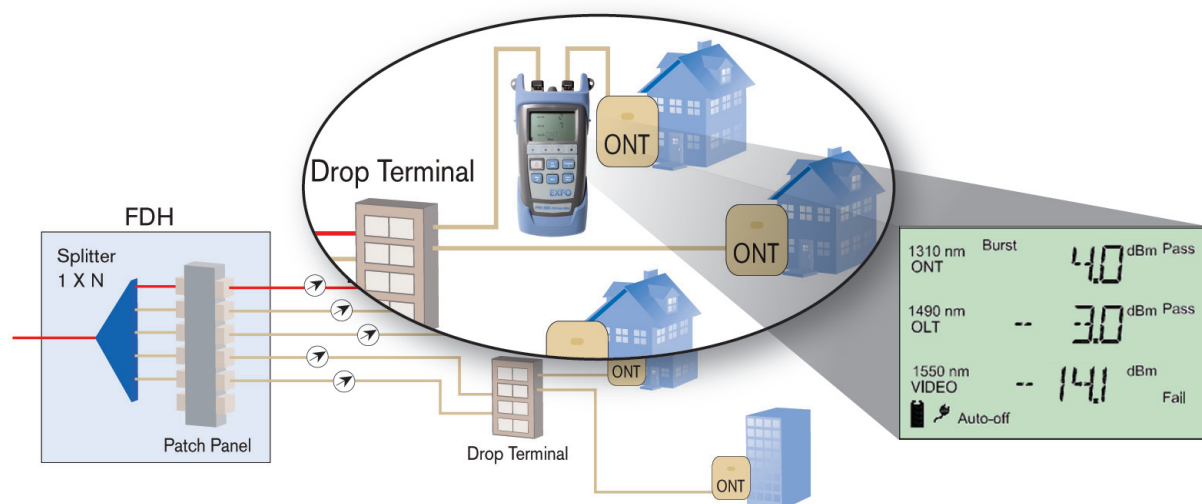 FDH
Splitter
1 X N
Patch Panel
Drop Terminal
EXFO
ONT
ONT
ONT
Drop Terminal
ONT
1310 nm
ONT
Burst
4.0 dBm Pass
1490 nm
OLT
-- 3.0 dBm Pass
1550 nm
VIDEO
-- 14.1 dBm
Fail
Auto-off